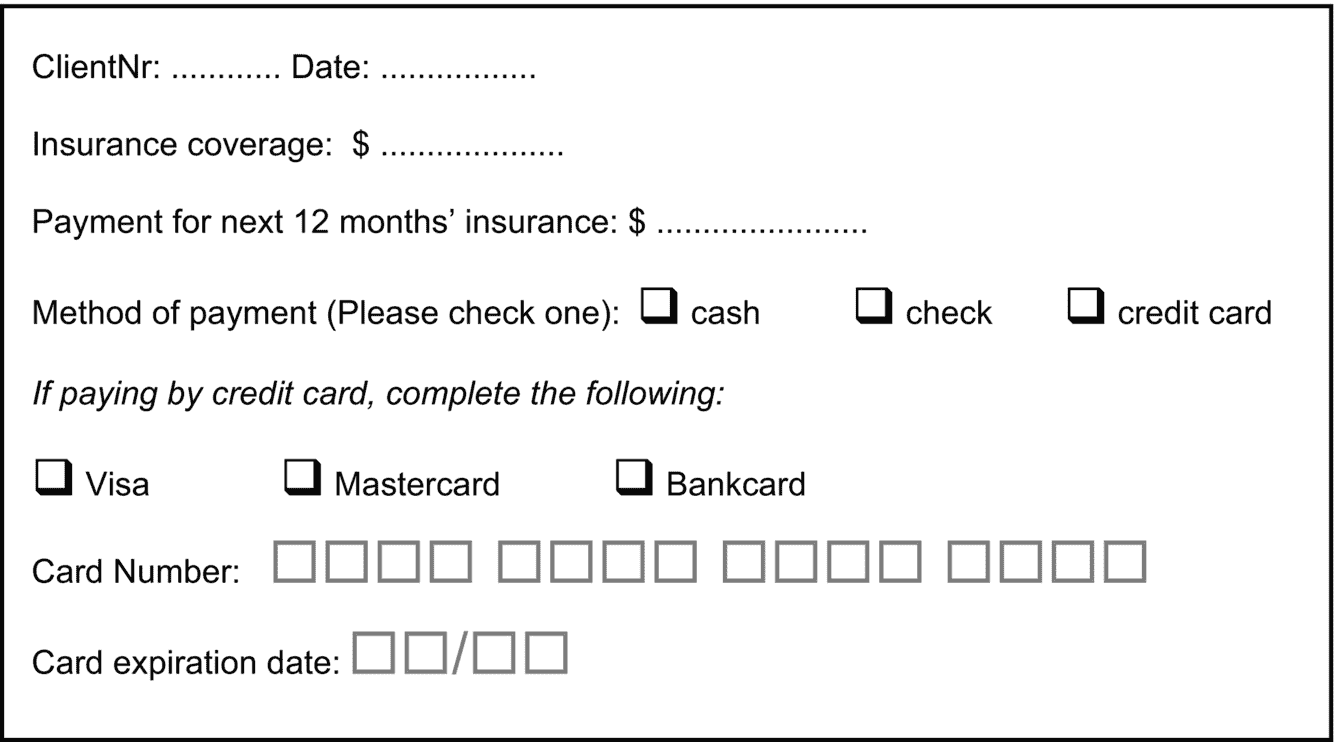 ClientNr: ............ Date: .................
Insurance coverage:  $ ....................
Payment for next 12 months’ insurance: $ .......................
Method of payment (Please check one): ❑ cash ❑ check ❑ credit card
If paying by credit card, complete the following:
❑ Visa ❑ Mastercard ❑ Bankcard
Card Number: □□□□ □□□□ □□□□ □□□□
Card expiration date: □□/□□